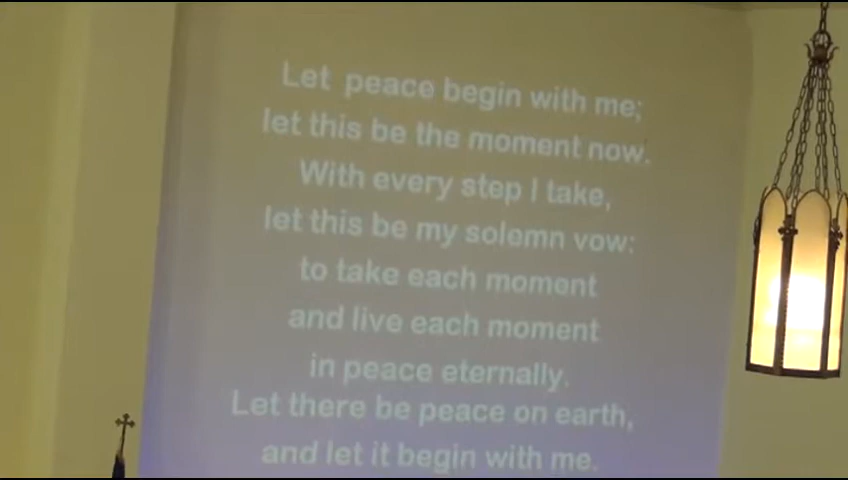 Let peace begin with me;
let this be the moment now.
With every step I take,
let this be my solemn vow:
to take each moment
and live each moment
in peace eternally.
Let there be peace on earth,
and let it begin with me.